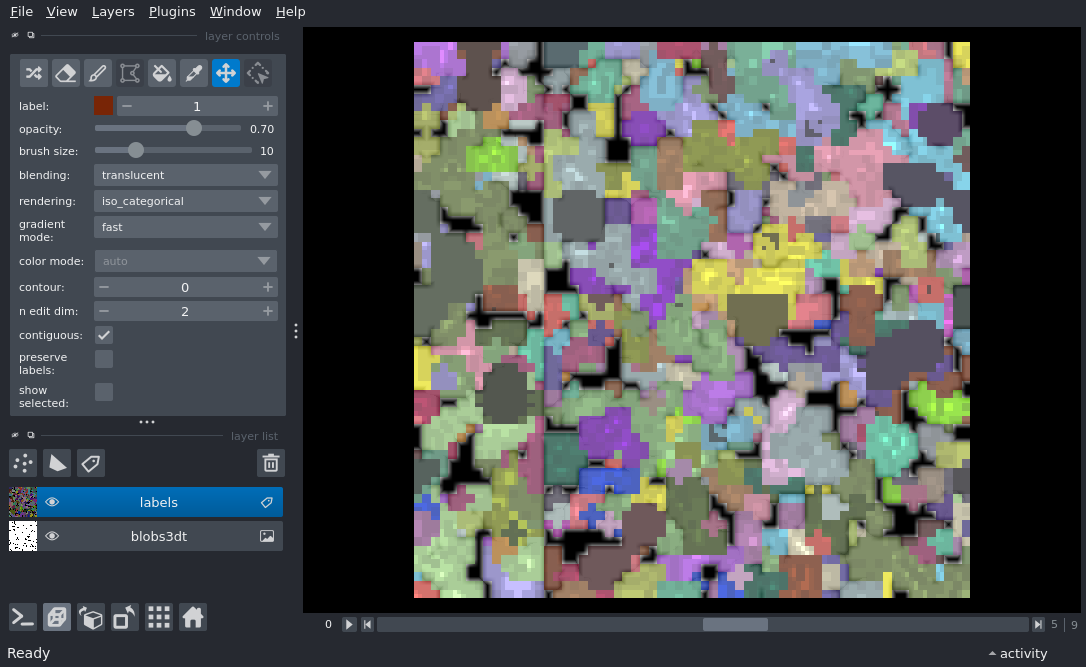 File View Layers Plugins Window Help
layer controls
label: 1
opacity: 0.70
brush size: 10
blending: translucent
rendering: iso_categorical
gradient
mode: fast
color mode: auto
contour: 0
n edit dim: 2
contiguous:
preserve
labels:
show
selected:
layer list
labels
blobs3dt
0 5 9
Ready activity